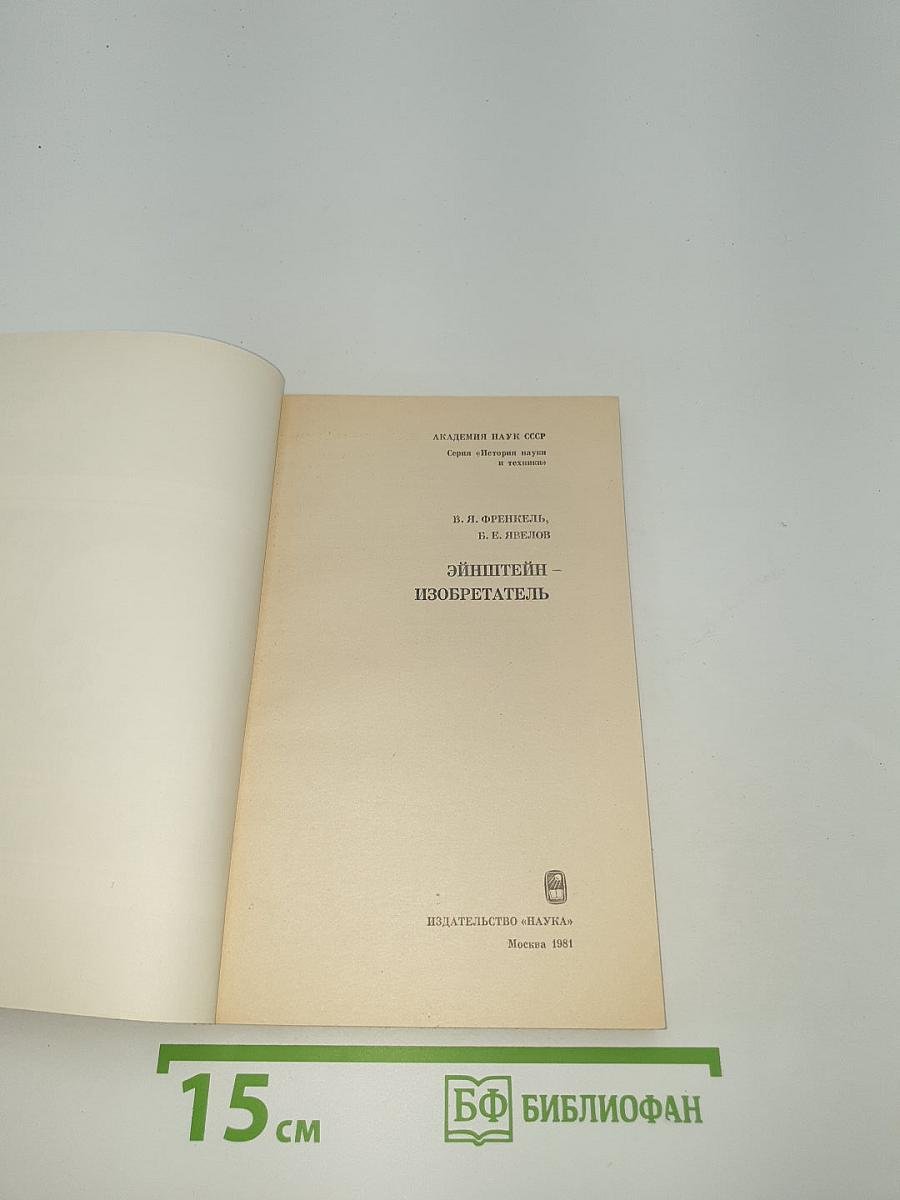 АКАДЕМИЯ НАУК СССР
Серия «История науки
и техники»
В. Я. ФРЕНКЕЛЬ,
Б. Е. ЯВЕЛОВ
ЭЙНШТЕЙН –
ИЗОБРЕТАТЕЛЬ
ИЗДАТЕЛЬСТВО «НАУКА»
Москва 1981
15 см
БФ БИБЛИОФАН